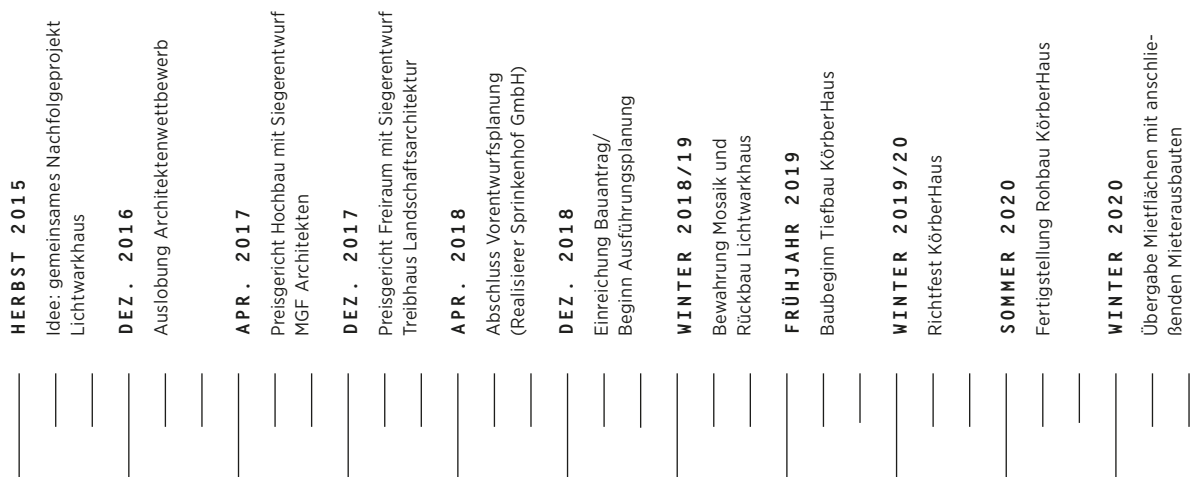 HERBST 2015
Idee: gemeinsames Nachfolgeprojekt
Lichtwarkhaus
DEZ. 2016
Auslobung Architektenwettbewerb
APR. 2017
Preisgericht Hochbau mit Siegerentwurf
MGF Architekten
DEZ. 2017
Preisgericht Freiraum mit Siegerentwurf
Treibhaus Landschaftsarchitektur
APR. 2018
Abschluss Vorentwurfsplanung
(Realisierer Sprinkenhof GmbH)
DEZ. 2018
Einreichung Bauantrag/
Beginn Ausführungsplanung
WINTER 2018/19
Bewahrung Mosaik und
Rückbau Lichtwarkhaus
FRÜHJAHR 2019
Baubeginn Tiefbau KörberHaus
WINTER 2019/20
Richtfest KörberHaus
SOMMER 2020
Fertigstellung Rohbau KörberHaus
WINTER 2020
Übergabe Mietflächen mit anschlie-
ßenden Mieterausbauten